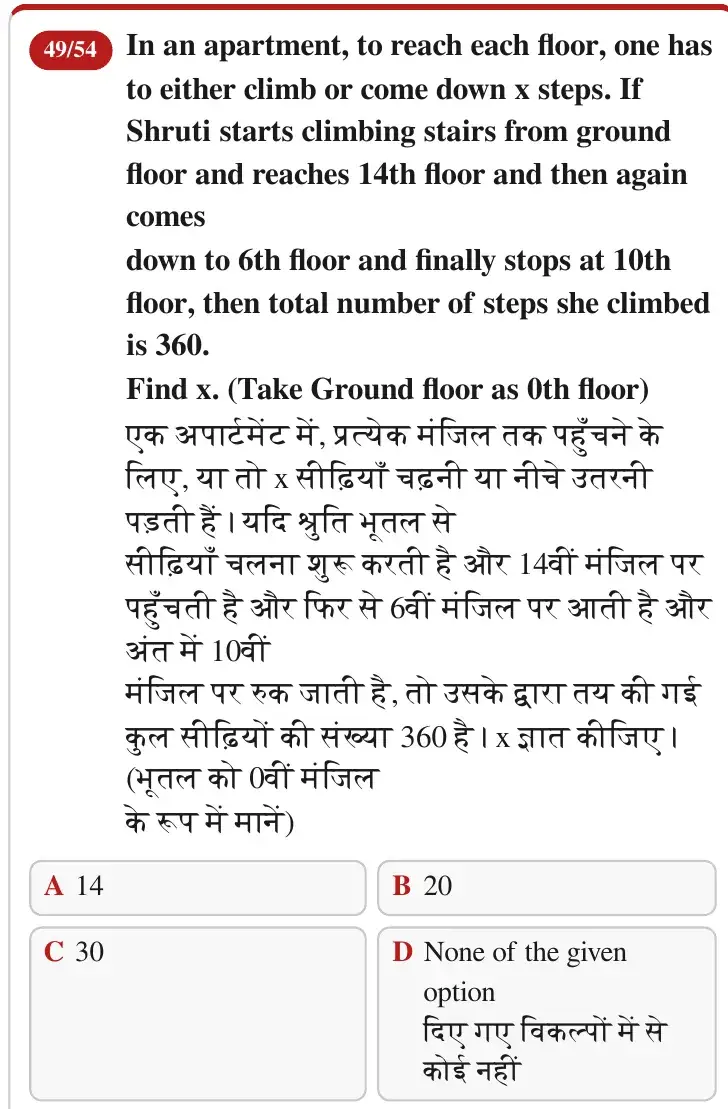 49/54 In an apartment, to reach each floor, one has
to either climb or come down x steps. If
Shruti starts climbing stairs from ground
floor and reaches 14th floor and then again
comes
down to 6th floor and finally stops at 10th
floor, then total number of steps she climbed
is 360.
Find x. (Take Ground floor as 0th floor)
एक अपार्टमेंट में, प्रत्येक मंजिल तक पहुँचने के
लिए, या तो x सीढ़ियाँ चढ़नी या नीचे उतरनी
पड़ती हैं। यदि श्रुति भूतल से
सीढ़ियाँ चलना शुरू करती है और 14वीं मंजिल पर
पहुँचती है और फिर से 6वीं मंजिल पर आती है और
अंत में 10वीं
मंजिल पर रुक जाती है, तो उसके द्वारा तय की गई
कुल सीढ़ियों की संख्या 360 है। x ज्ञात कीजिए।
(भूतल को 0वीं मंजिल
के रूप में मानें)
A 14
B 20
C 30
D None of the given
option
दिए गए विकल्पों में से
कोई नहीं